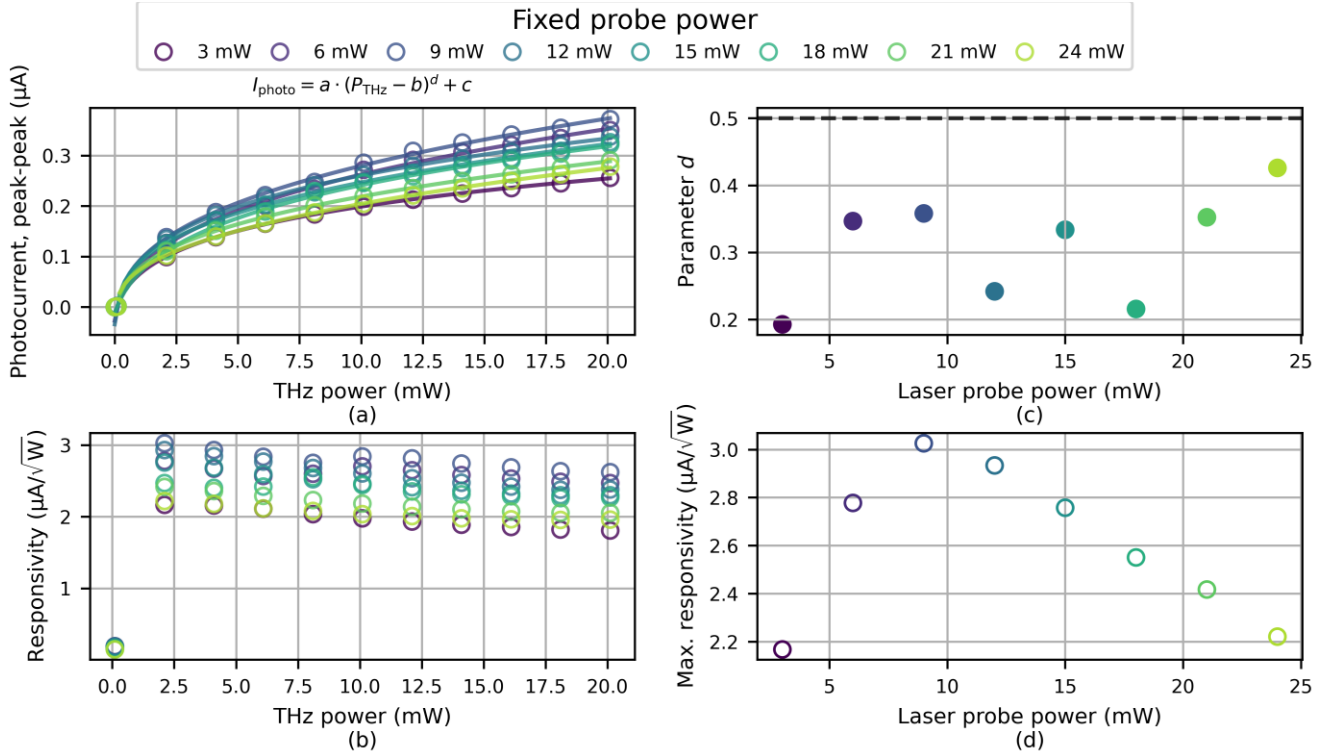 Fixed probe power
3 mW 6 mW 9 mW 12 mW 15 mW 18 mW 21 mW 24 mW
I_photo = a · (P_THz − b)^d + c
Photocurrent, peak-peak (µA)
0.3
0.2
0.1
0.0
0.0 2.5 5.0 7.5 10.0 12.5 15.0 17.5 20.0
THz power (mW)
(a)
Parameter d
0.5
0.4
0.3
0.2
5 10 15 20 25
Laser probe power (mW)
(c)
Responsivity (µA/√W)
3
2
1
0.0 2.5 5.0 7.5 10.0 12.5 15.0 17.5 20.0
THz power (mW)
(b)
Max. responsivity (µA/√W)
3.0
2.8
2.6
2.4
2.2
5 10 15 20 25
Laser probe power (mW)
(d)